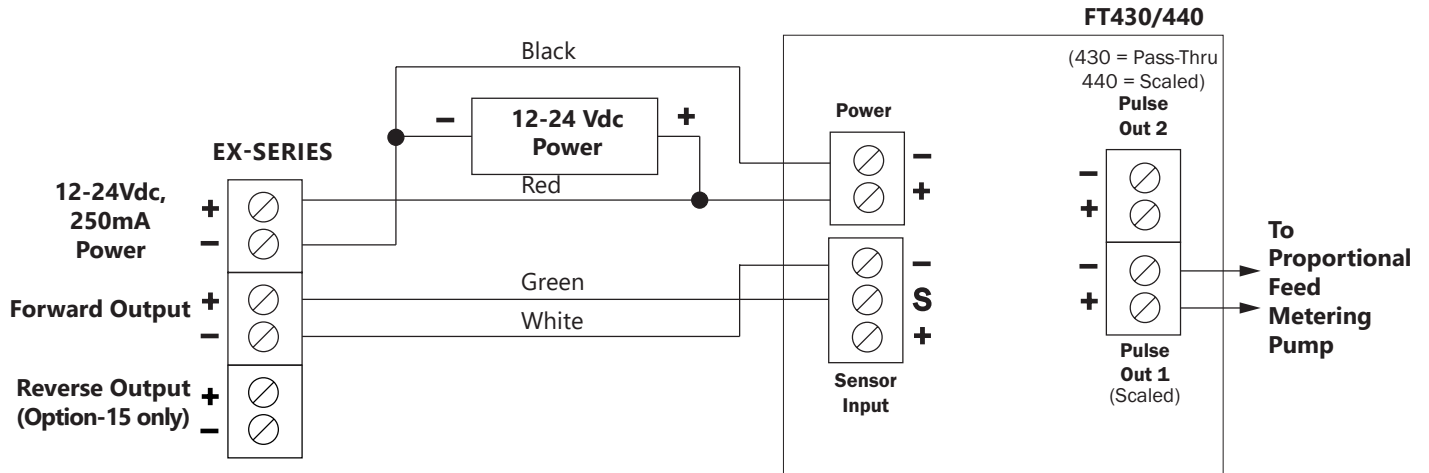 FT430/440
(430 = Pass-Thru
440 = Scaled)
Pulse
Out 2
Black
− 12-24 Vdc +
Power
Power
−
+
EX-SERIES
Red
12-24Vdc,
250mA
Power
+
−
−
+
Forward Output
+
−
Green
White
−
S
+
Sensor
Input
−
+
Pulse
Out 1
(Scaled)
To
Proportional
Feed
Metering
Pump
Reverse Output
(Option-15 only)
+
−